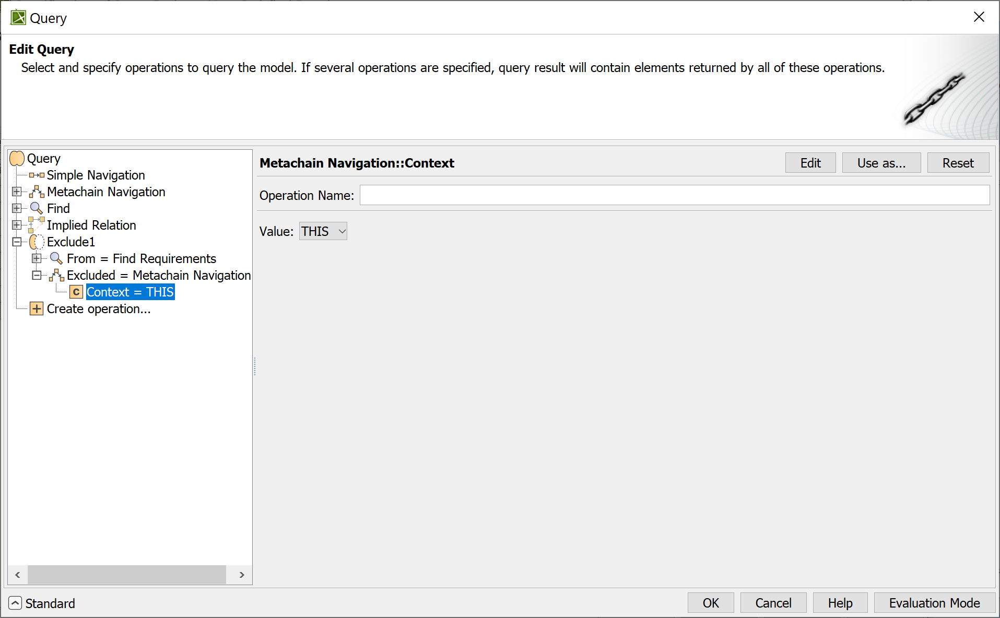 Query
Edit Query
Select and specify operations to query the model. If several operations are specified, query result will contain elements returned by all of these operations.
Query
Simple Navigation
Metachain Navigation
Find
Implied Relation
Exclude1
From = Find Requirements
Excluded = Metachain Navigation
C Context = THIS
Create operation...
Metachain Navigation::Context
Edit
Use as...
Reset
Operation Name:
Value: THIS
Standard
OK
Cancel
Help
Evaluation Mode